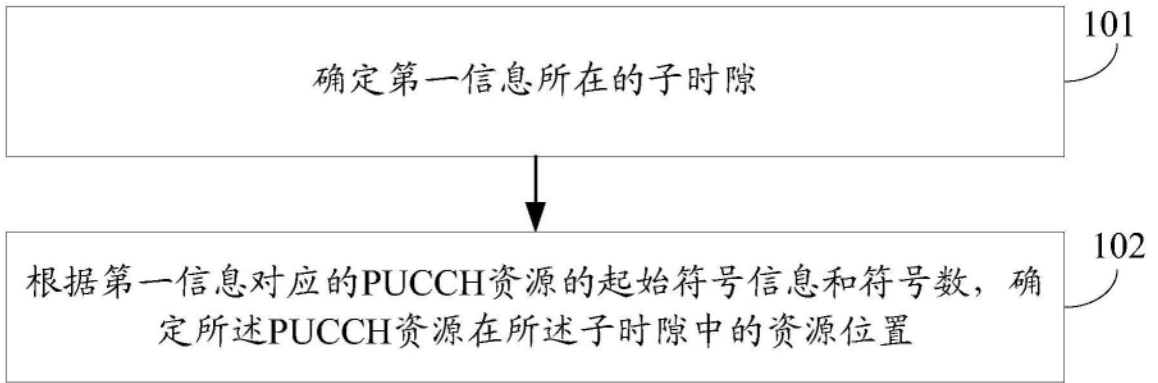 101
确定第一信息所在的子时隙
102
根据第一信息对应的PUCCH资源的起始符号信息和符号数，确
定所述PUCCH资源在所述子时隙中的资源位置